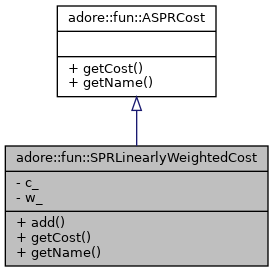 adore::fun::ASPRCost
+ getCost()
+ getName()
adore::fun::SPRLinearlyWeightedCost
- c_
- w_
+ add()
+ getCost()
+ getName()